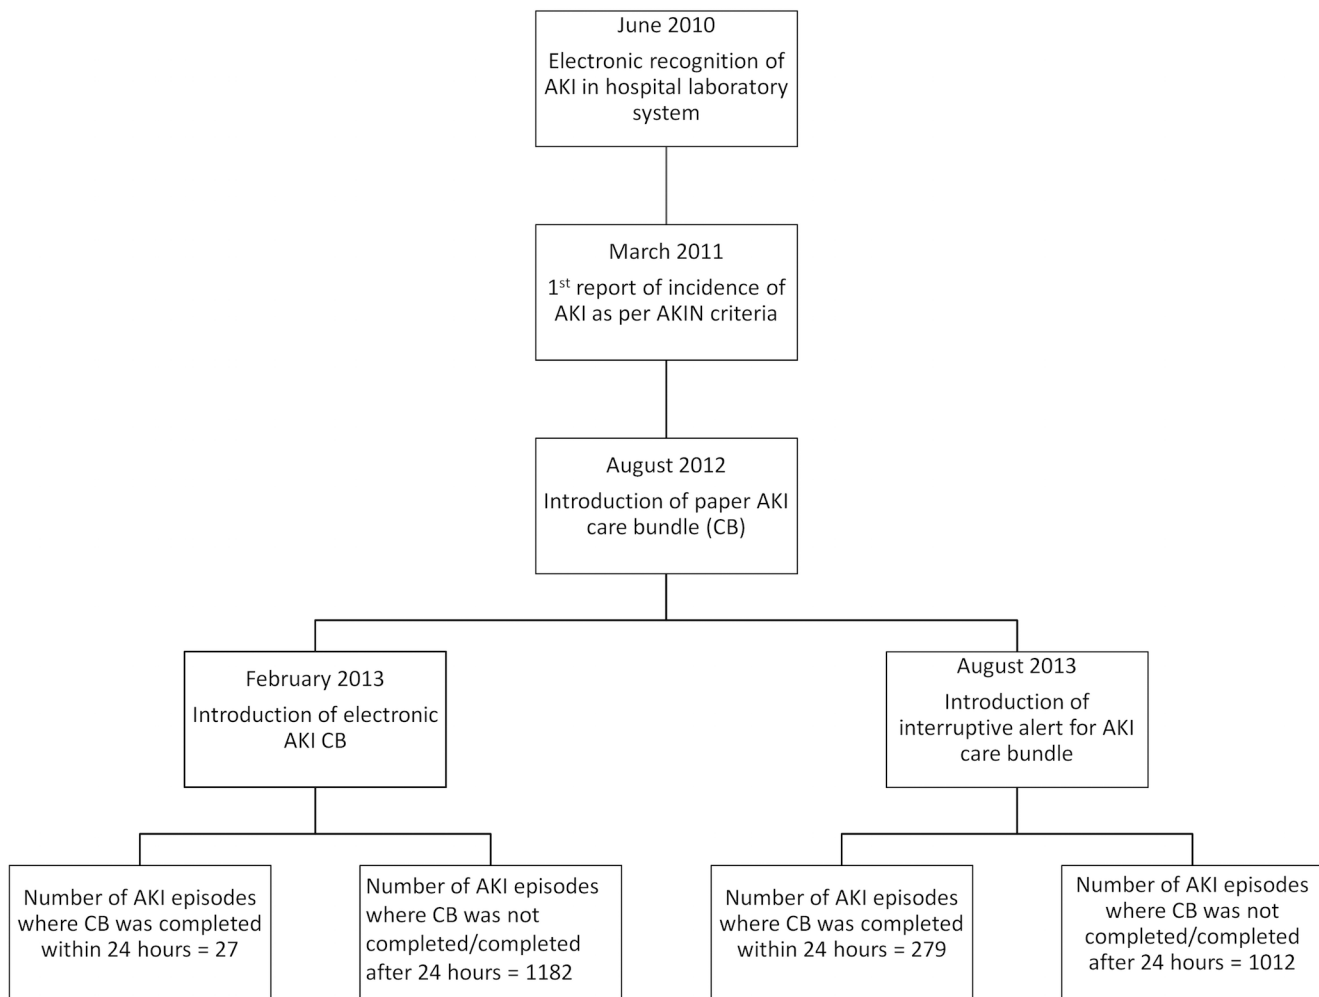 June 2010
Electronic recognition of
AKI in hospital laboratory
system
March 2011
1st report of incidence of
AKI as per AKIN criteria
August 2012
Introduction of paper AKI
care bundle (CB)
February 2013
Introduction of electronic
AKI CB
August 2013
Introduction of
interruptive alert for AKI
care bundle
Number of AKI episodes
where CB was completed
within 24 hours = 27
Number of AKI episodes
where CB was not
completed/completed
after 24 hours = 1182
Number of AKI episodes
where CB was completed
within 24 hours = 279
Number of AKI episodes
where CB was not
completed/completed
after 24 hours = 1012